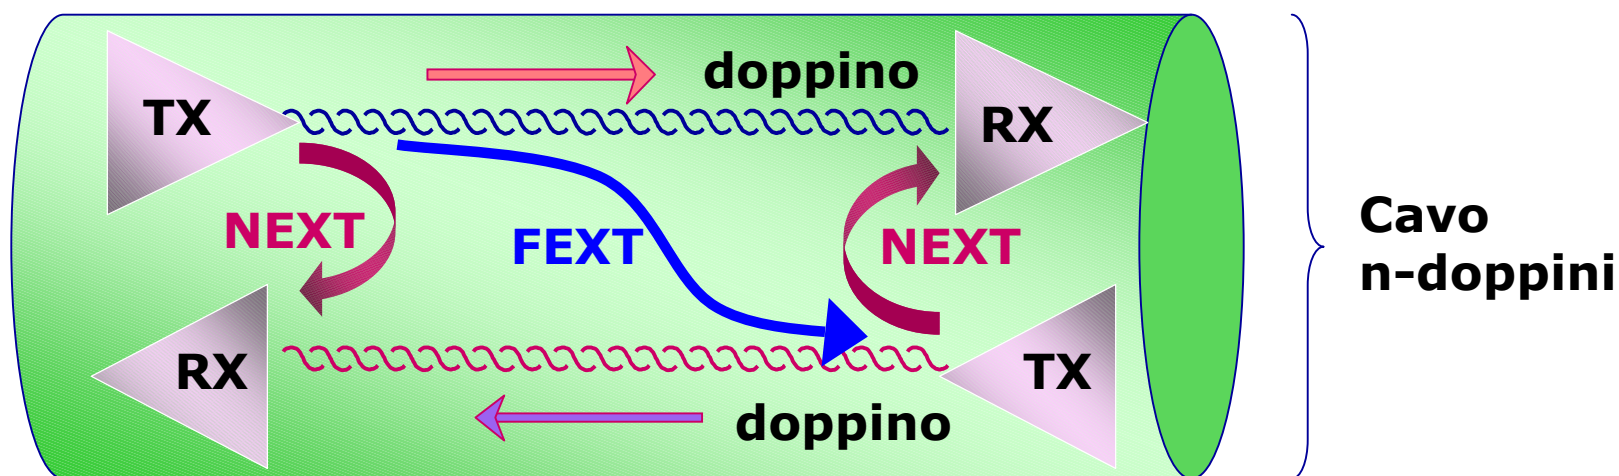 doppino
TX
RX
NEXT
FEXT
NEXT
Cavo
n-doppini
RX
TX
doppino